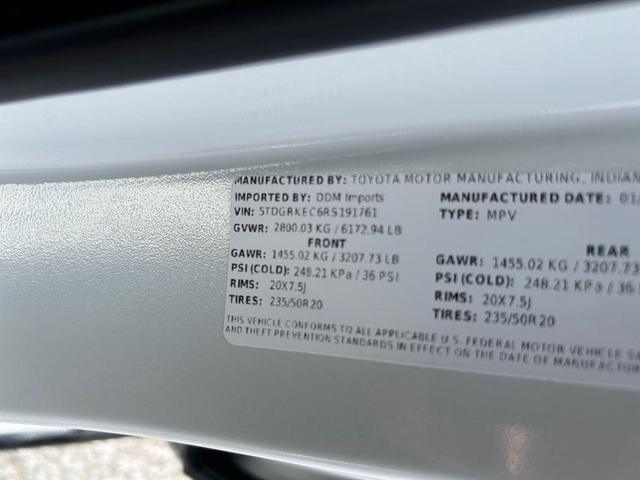 MANUFACTURED BY: TOYOTA MOTOR MANUFACTURING, INDIAN
IMPORTED BY: DDM Imports
MANUFACTURED DATE: 01/
VIN: 5TDGRKEC6RS191761
TYPE: MPV
GVWR: 2800.03 KG / 6172.94 LB
FRONT
REAR
GAWR: 1455.02 KG / 3207.73 LB
GAWR: 1455.02 KG / 3207.73
PSI (COLD): 248.21 KPa / 36 PSI
PSI (COLD): 248.21 KPa / 36
RIMS: 20X7.5J
RIMS: 20X7.5J
TIRES: 235/50R20
TIRES: 235/50R20
THIS VEHICLE CONFORMS TO ALL APPLICABLE U.S. FEDERAL MOTOR VEHICLE SA
AND THEFT PREVENTION STANDARDS IN EFFECT ON THE DATE OF MANUFACTUR